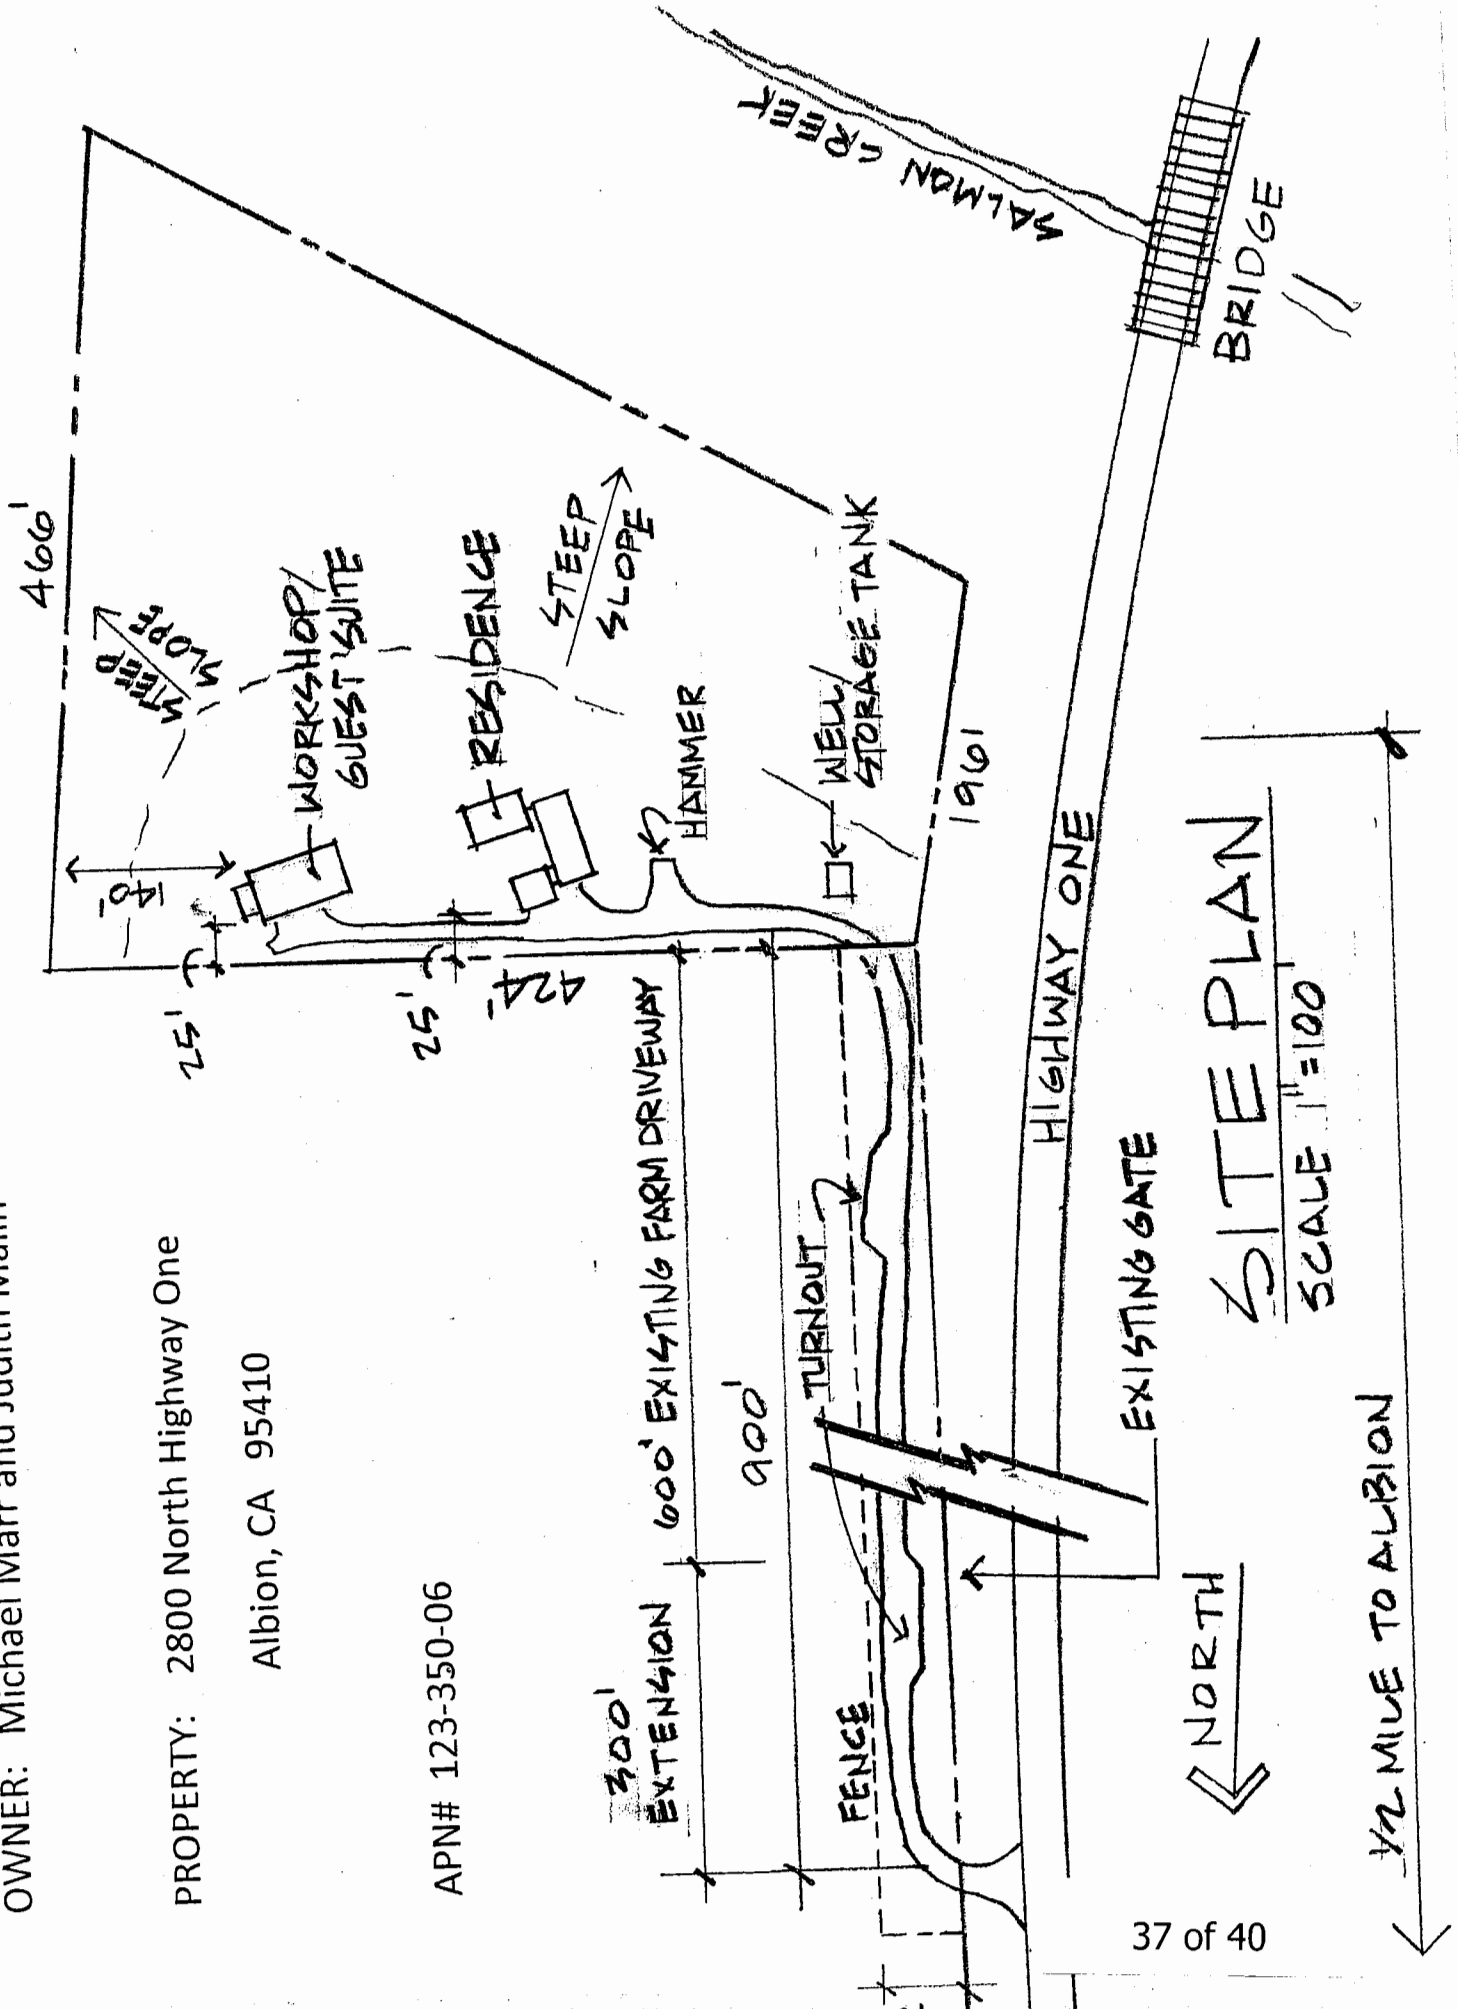 OWNER: Michael Marr and Judith Malin
PROPERTY: 2800 North Highway One
Albion, CA 95410
APN# 123-350-06
466'
STEEP
SLOPE
140'
25'
WORKSHOP/
GUEST SUITE
25'
424'
RESIDENCE
STEEP
SLOPE
HAMMER
WELL/
STORAGE TANK
196'
SALMON CREEK
BRIDGE
300'
EXTENSION
600' EXISTING FARM DRIVEWAY
900'
TURNOUT
FENCE
HIGHWAY ONE
EXISTING GATE
NORTH
SITE PLAN
SCALE 1"=100'
1/2 MILE TO ALBION
37 of 40